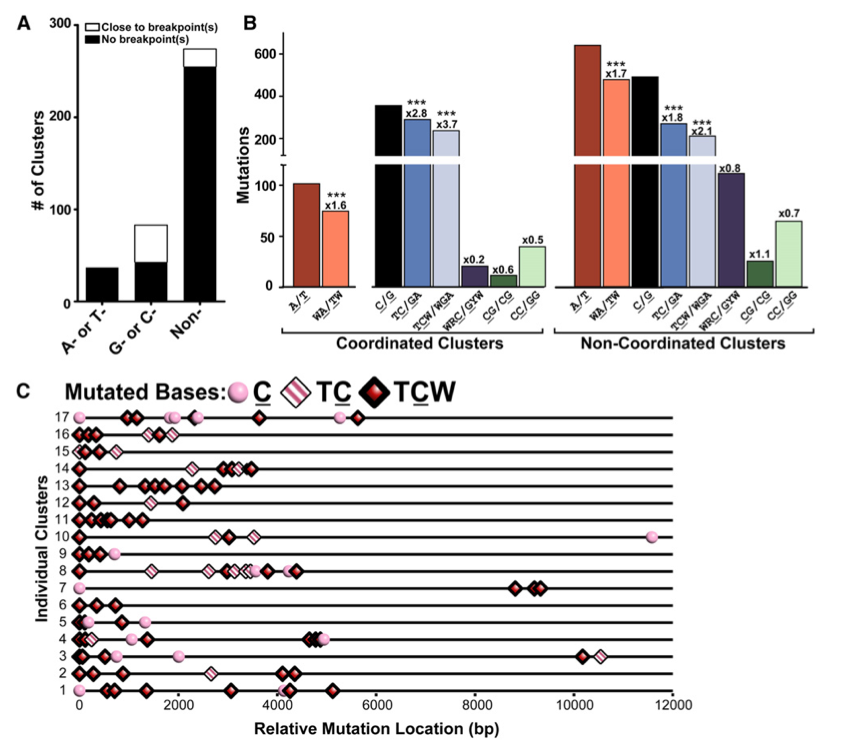 A
B
Close to breakpoint(s)
No breakpoint(s)
300
200
100
0
# of Clusters
A- or T-
G- or C-
Non-
Mutations
600
400
200
100
50
0
***
x1.6
***
x2.8
***
x3.7
x0.2
x0.6
x0.5
***
x1.7
***
x1.8
***
x2.1
x0.8
x1.1
x0.7
A/T
WA/TW
C/G
TC/GA
TCW/WGA
WRC/GYW
CG/CG
CC/GG
A/T
WA/TW
C/G
TC/GA
TCW/WGA
WRC/GYW
CG/CG
CC/GG
Coordinated Clusters
Non-Coordinated Clusters
C
Mutated Bases: C TC TCW
Individual Clusters
17
16
15
14
13
12
11
10
9
8
7
6
5
4
3
2
1
0 2000 4000 6000 8000 10000 12000
Relative Mutation Location (bp)